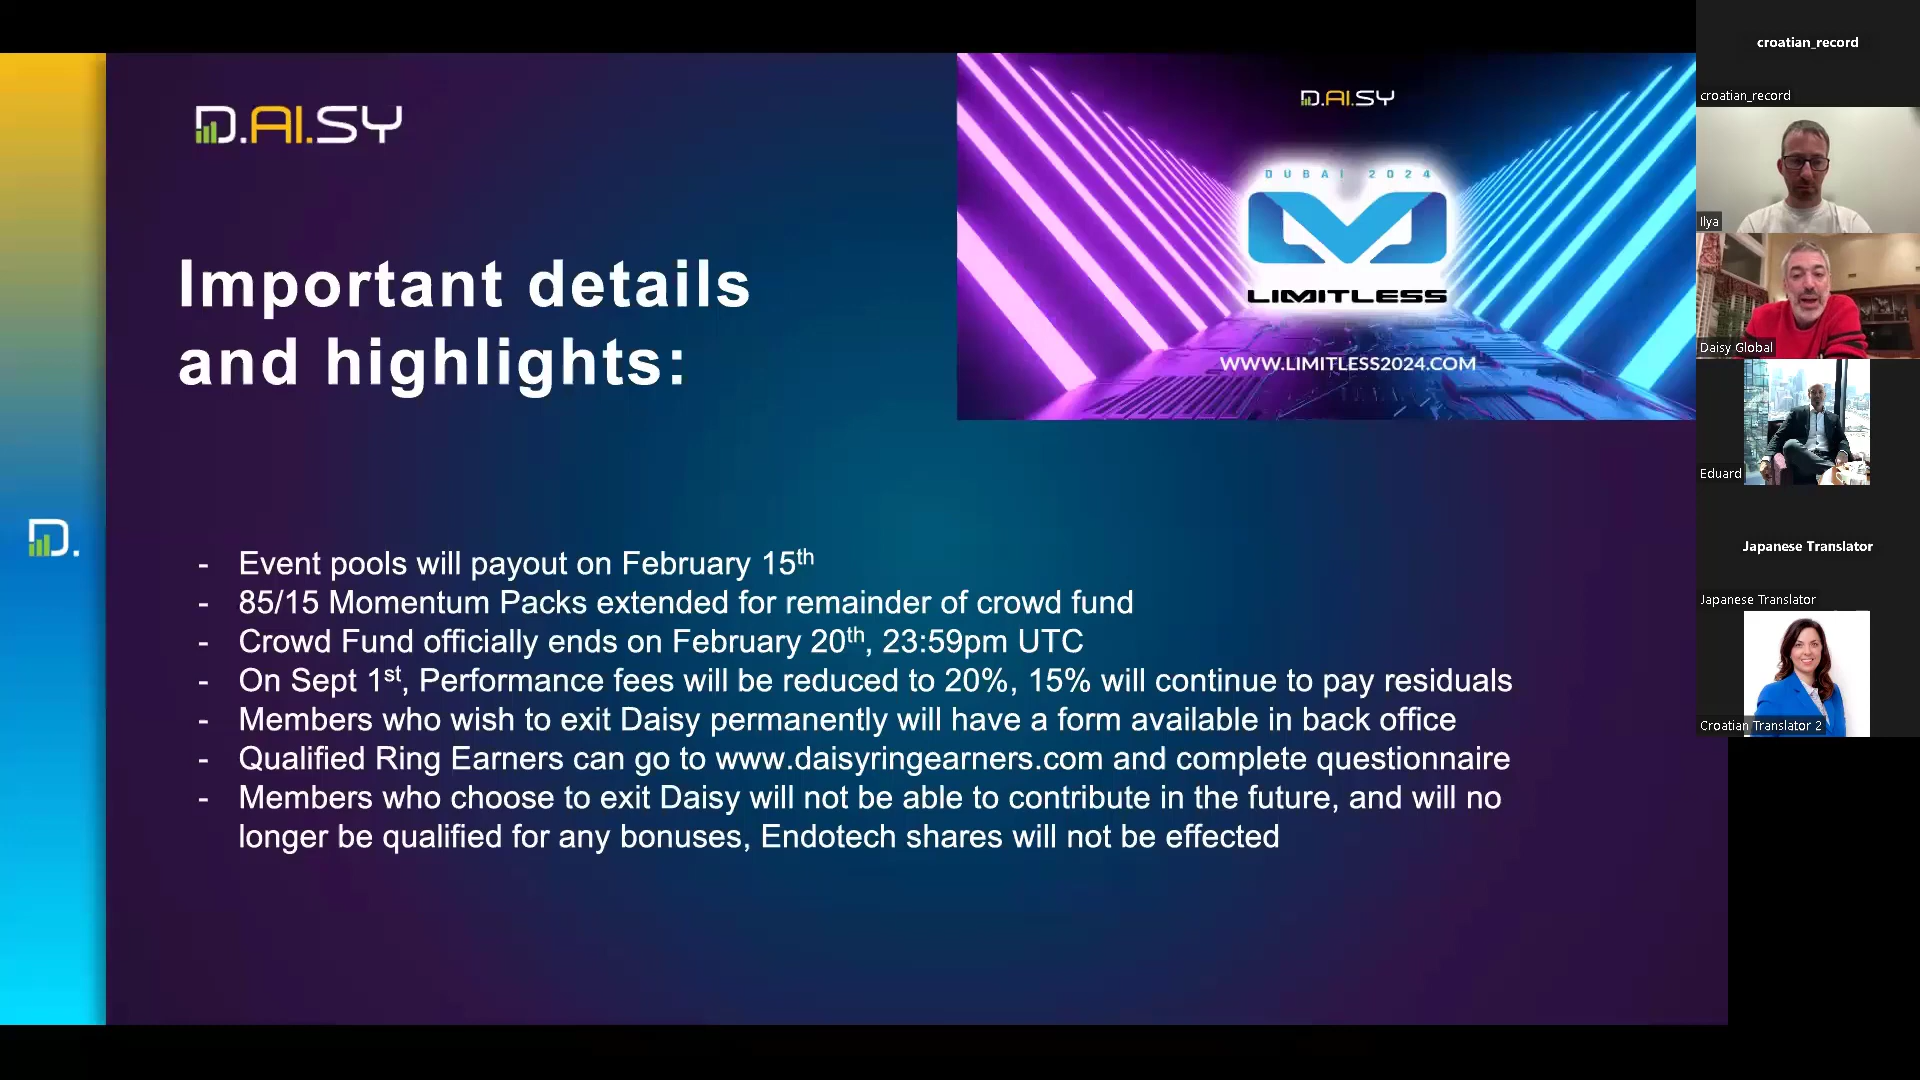 D.AI.SY
Important details
and highlights:
D.AI.SY
DUBAI 2024
LIMITLESS
WWW.LIMITLESS2024.COM
D.
- Event pools will payout on February 15th
- 85/15 Momentum Packs extended for remainder of crowd fund
- Crowd Fund officially ends on February 20th, 23:59pm UTC
- On Sept 1st, Performance fees will be reduced to 20%, 15% will continue to pay residuals
- Members who wish to exit Daisy permanently will have a form available in back office
- Qualified Ring Earners can go to www.daisyringearners.com and complete questionnaire
- Members who choose to exit Daisy will not be able to contribute in the future, and will no
longer be qualified for any bonuses, Endotech shares will not be effected
croatian_record
croatian_record
Ilya
Daisy Global
Eduard
Japanese Translator
Japanese Translator
Croatian Translator 2